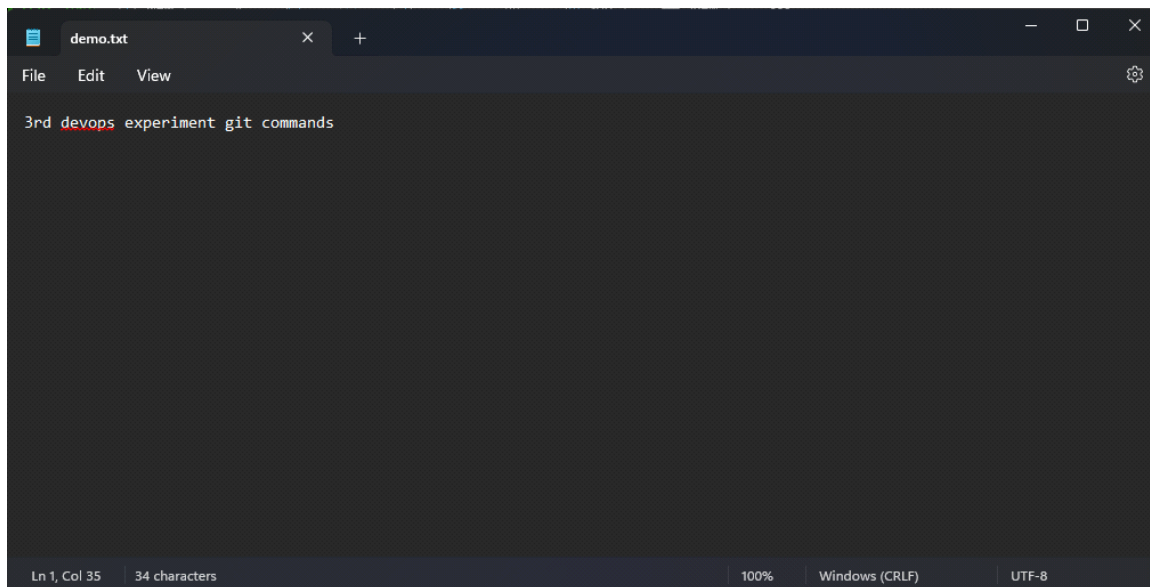 demo.txt
File Edit View
3rd devops experiment git commands
Ln 1, Col 35 34 characters 100% Windows (CRLF) UTF-8